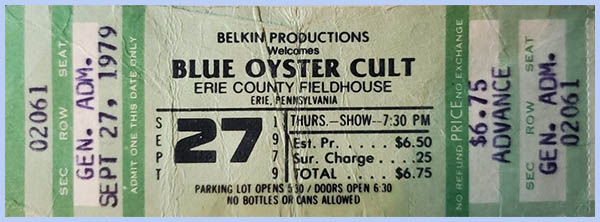 02061
SEC ROW SEAT
GEN. ADM.
SEPT 27, 1979
ADMIT ONE THIS DATE ONLY
BELKIN PRODUCTIONS
Welcomes
BLUE OYSTER CULT
ERIE COUNTY FIELDHOUSE
ERIE, PENNSYLVANIA
SEPT
27
1979
THURS.—SHOW—7:30 PM
Est. Pr. $6.50
Sur. Charge .25
TOTAL $6.75
PARKING LOT OPENS 5:30 / DOORS OPEN 6:30
NO BOTTLES OR CANS ALLOWED
NO REFUND PRICE NO EXCHANGE
$6.75
ADVANCE
SEC ROW SEAT
GEN. ADM.
02061